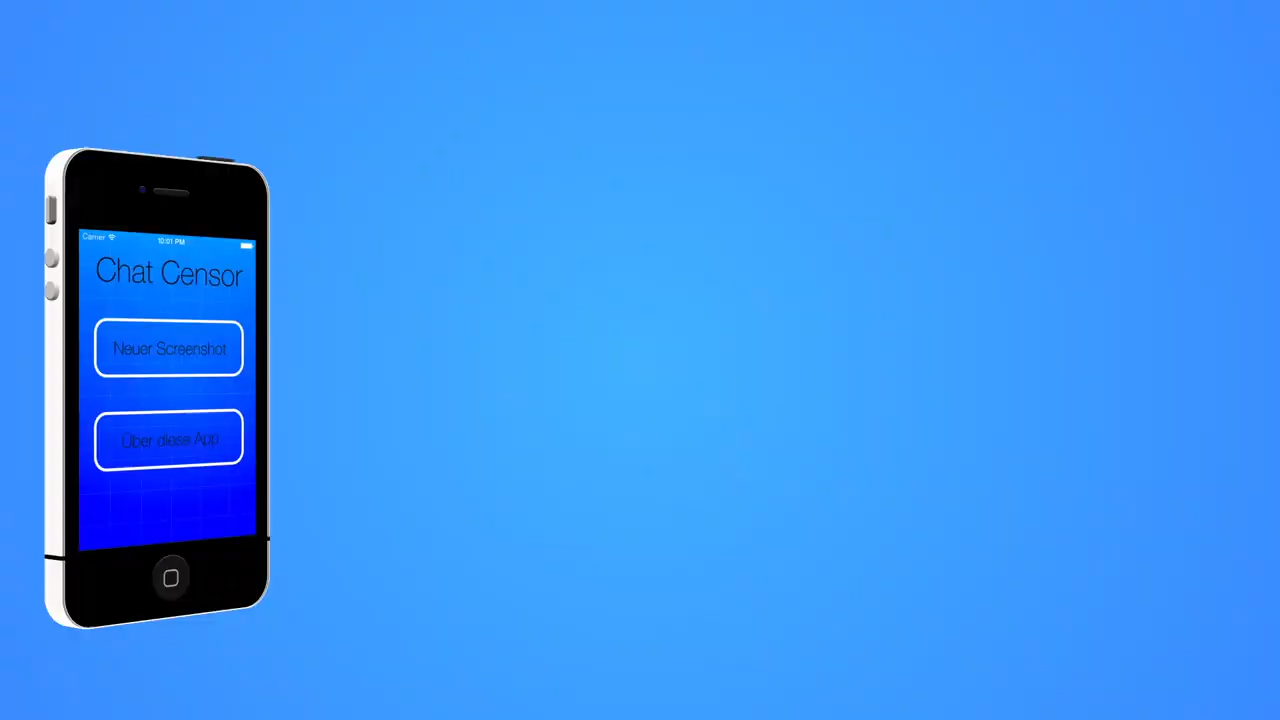 Carrier 10:01 PM
Chat Censor
Neuer Screenshot
Über diese App